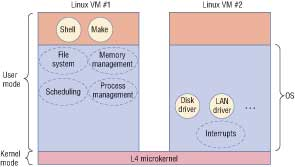 Linux VM #1
Linux VM #2
Shell
Make
File
system
Memory
management
User
mode
Scheduling
Process
management
Disk
driver
LAN
driver
...
OS
Interrupts
Kernel
mode
L4 microkernel